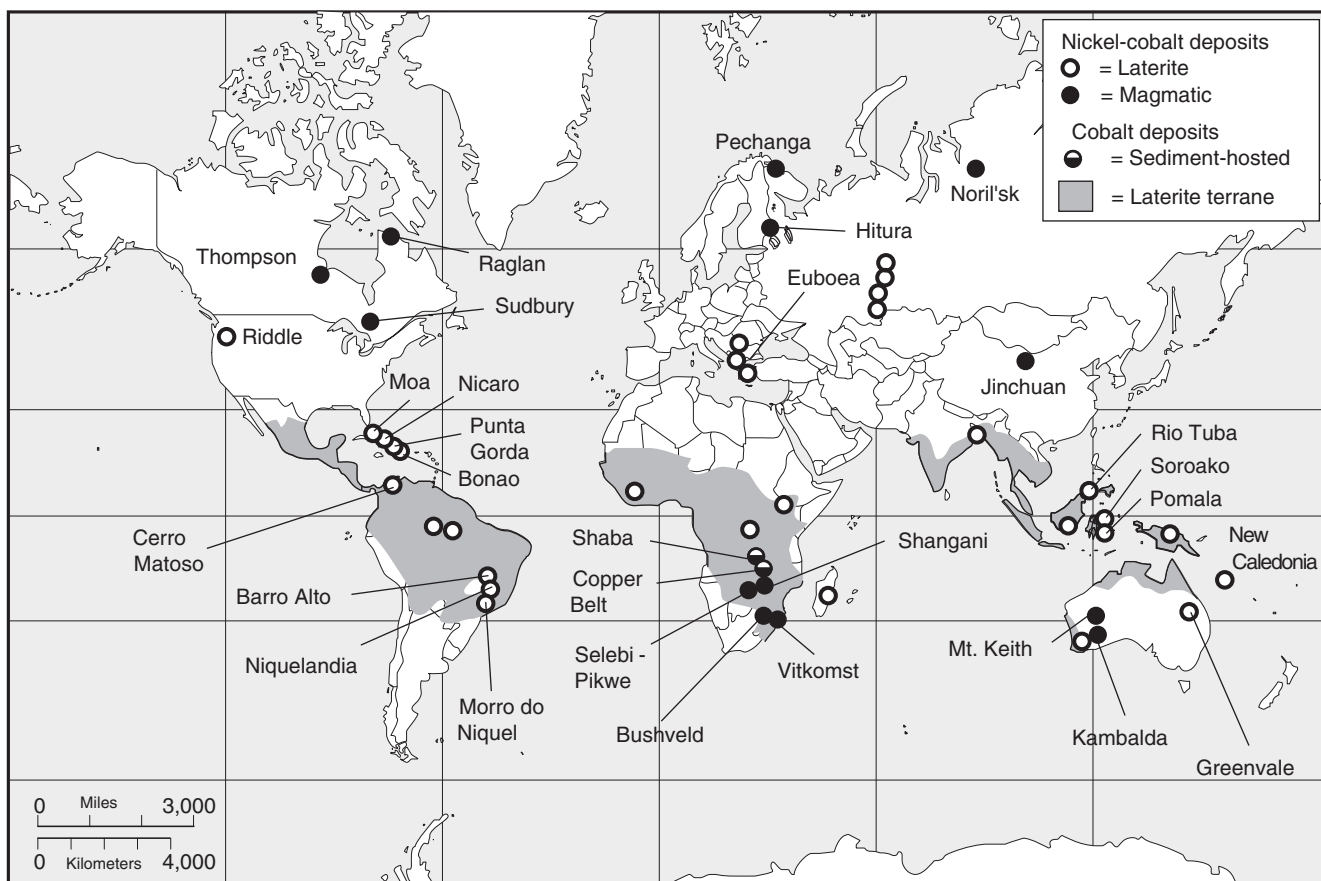 Nickel-cobalt deposits
= Laterite
= Magmatic
Cobalt deposits
= Sediment-hosted
= Laterite terrane
Pechanga
Noril'sk
Hitura
Thompson
Raglan
Euboea
Sudbury
Riddle
Jinchuan
Moa
Nicaro
Punta
Gorda
Bonao
Rio Tuba
Soroako
Pomala
Cerro
Matoso
Shaba
Shangani
New
Caledonia
Copper
Belt
Barro Alto
Niquelandia
Selebi -
Pikwe
Vitkomst
Mt. Keith
Morro do
Niquel
Bushveld
Kambalda
Greenvale
0 Miles 3,000
0 Kilometers 4,000